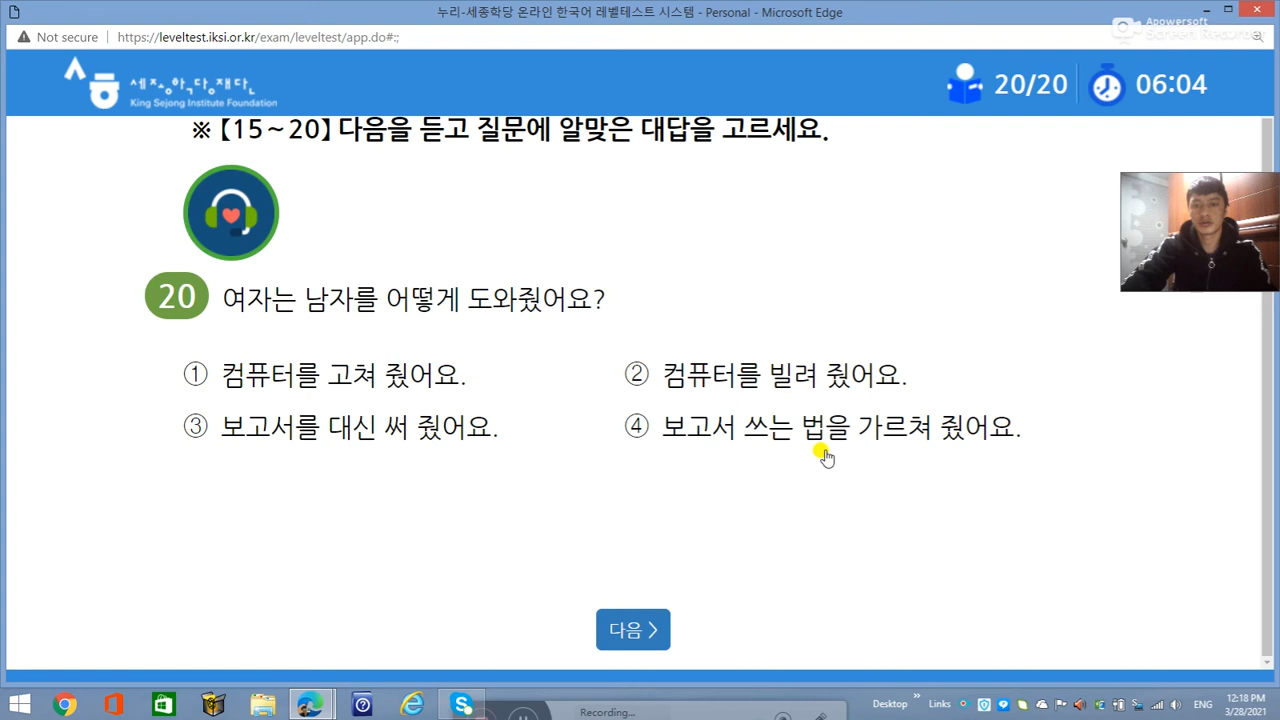 누리-세종학당 온라인 한국어 레벨테스트 시스템 - Personal - Microsoft Edge
Apowersoft
Screen Recorder
Not secure
https://leveltest.iksi.or.kr/exam/leveltest/app.do#:;
세종학당재단
King Sejong Institute Foundation
20/20
06:04
※【15~20】다음을 듣고 질문에 알맞은 대답을 고르세요.
20 여자는 남자를 어떻게 도와줬어요?
① 컴퓨터를 고쳐 줬어요.
② 컴퓨터를 빌려 줬어요.
③ 보고서를 대신 써 줬어요.
④ 보고서 쓰는 법을 가르쳐 줬어요.
다음 >
Recording...
Desktop
Links
ENG
12:18 PM
3/28/2021